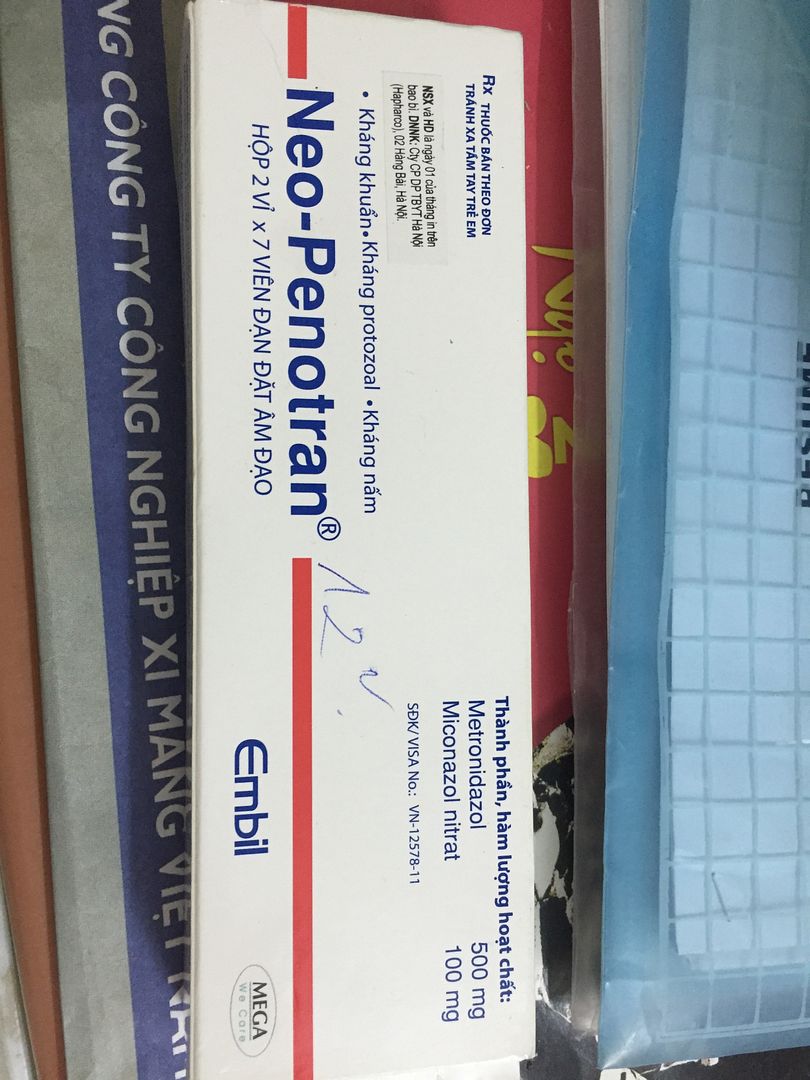 Rx THUỐC BÁN THEO ĐƠN
TRÁNH XA TẦM TAY TRẺ EM
NSX và HD là ngày 01 của tháng in trên
bao bì. DNNK: Cty CP DP TBYT Hà Nội
(Hapharco), 02 Hàng Bài, Hà Nội.
• Kháng khuẩn • Kháng protozoal • Kháng nấm
Neo-Penotran®
HỘP 2 VỈ x 7 VIÊN ĐẠN ĐẶT ÂM ĐẠO
12 v
Thành phần, hàm lượng hoạt chất:
Metronidazol 500 mg
Miconazol nitrat 100 mg
SĐK/ VISA No.: VN-12578-11
Embil
MEGA
We Care
NG CÔNG TY CÔNG NGHIỆP XI MĂNG VIỆT NAM